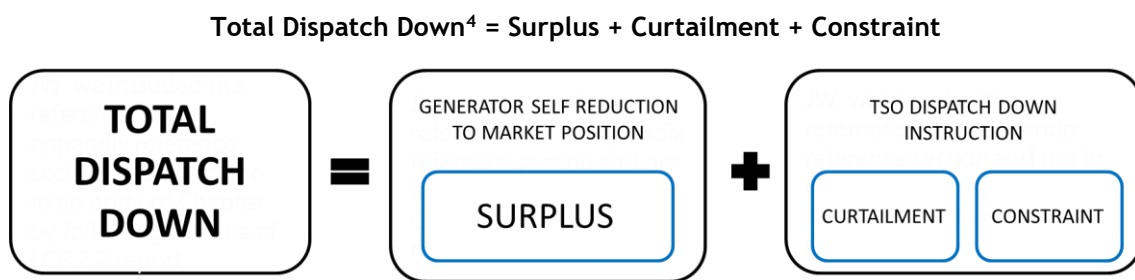 Total Dispatch Down⁴ = Surplus + Curtailment + Constraint
TOTAL
DISPATCH
DOWN
=
GENERATOR SELF REDUCTION
TO MARKET POSITION
SURPLUS
+
TSO DISPATCH DOWN
INSTRUCTION
CURTAILMENT
CONSTRAINT